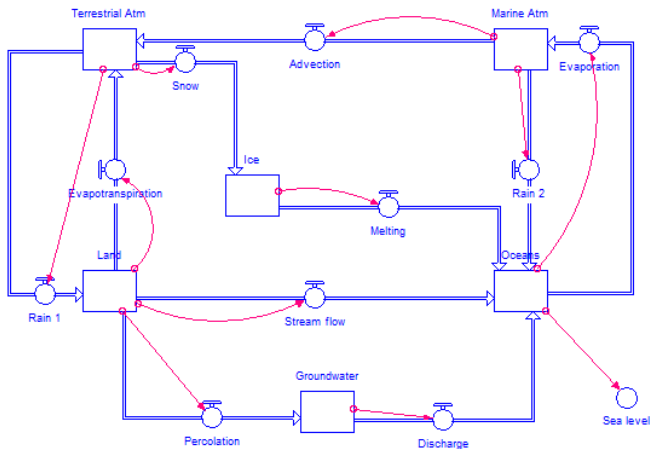 Terrestrial Atm
Marine Atm
Advection
Evaporation
Snow
Ice
Evapotranspiration
Rain 2
Melting
Land
Oceans
Rain 1
Stream flow
Groundwater
Sea level
Percolation
Discharge